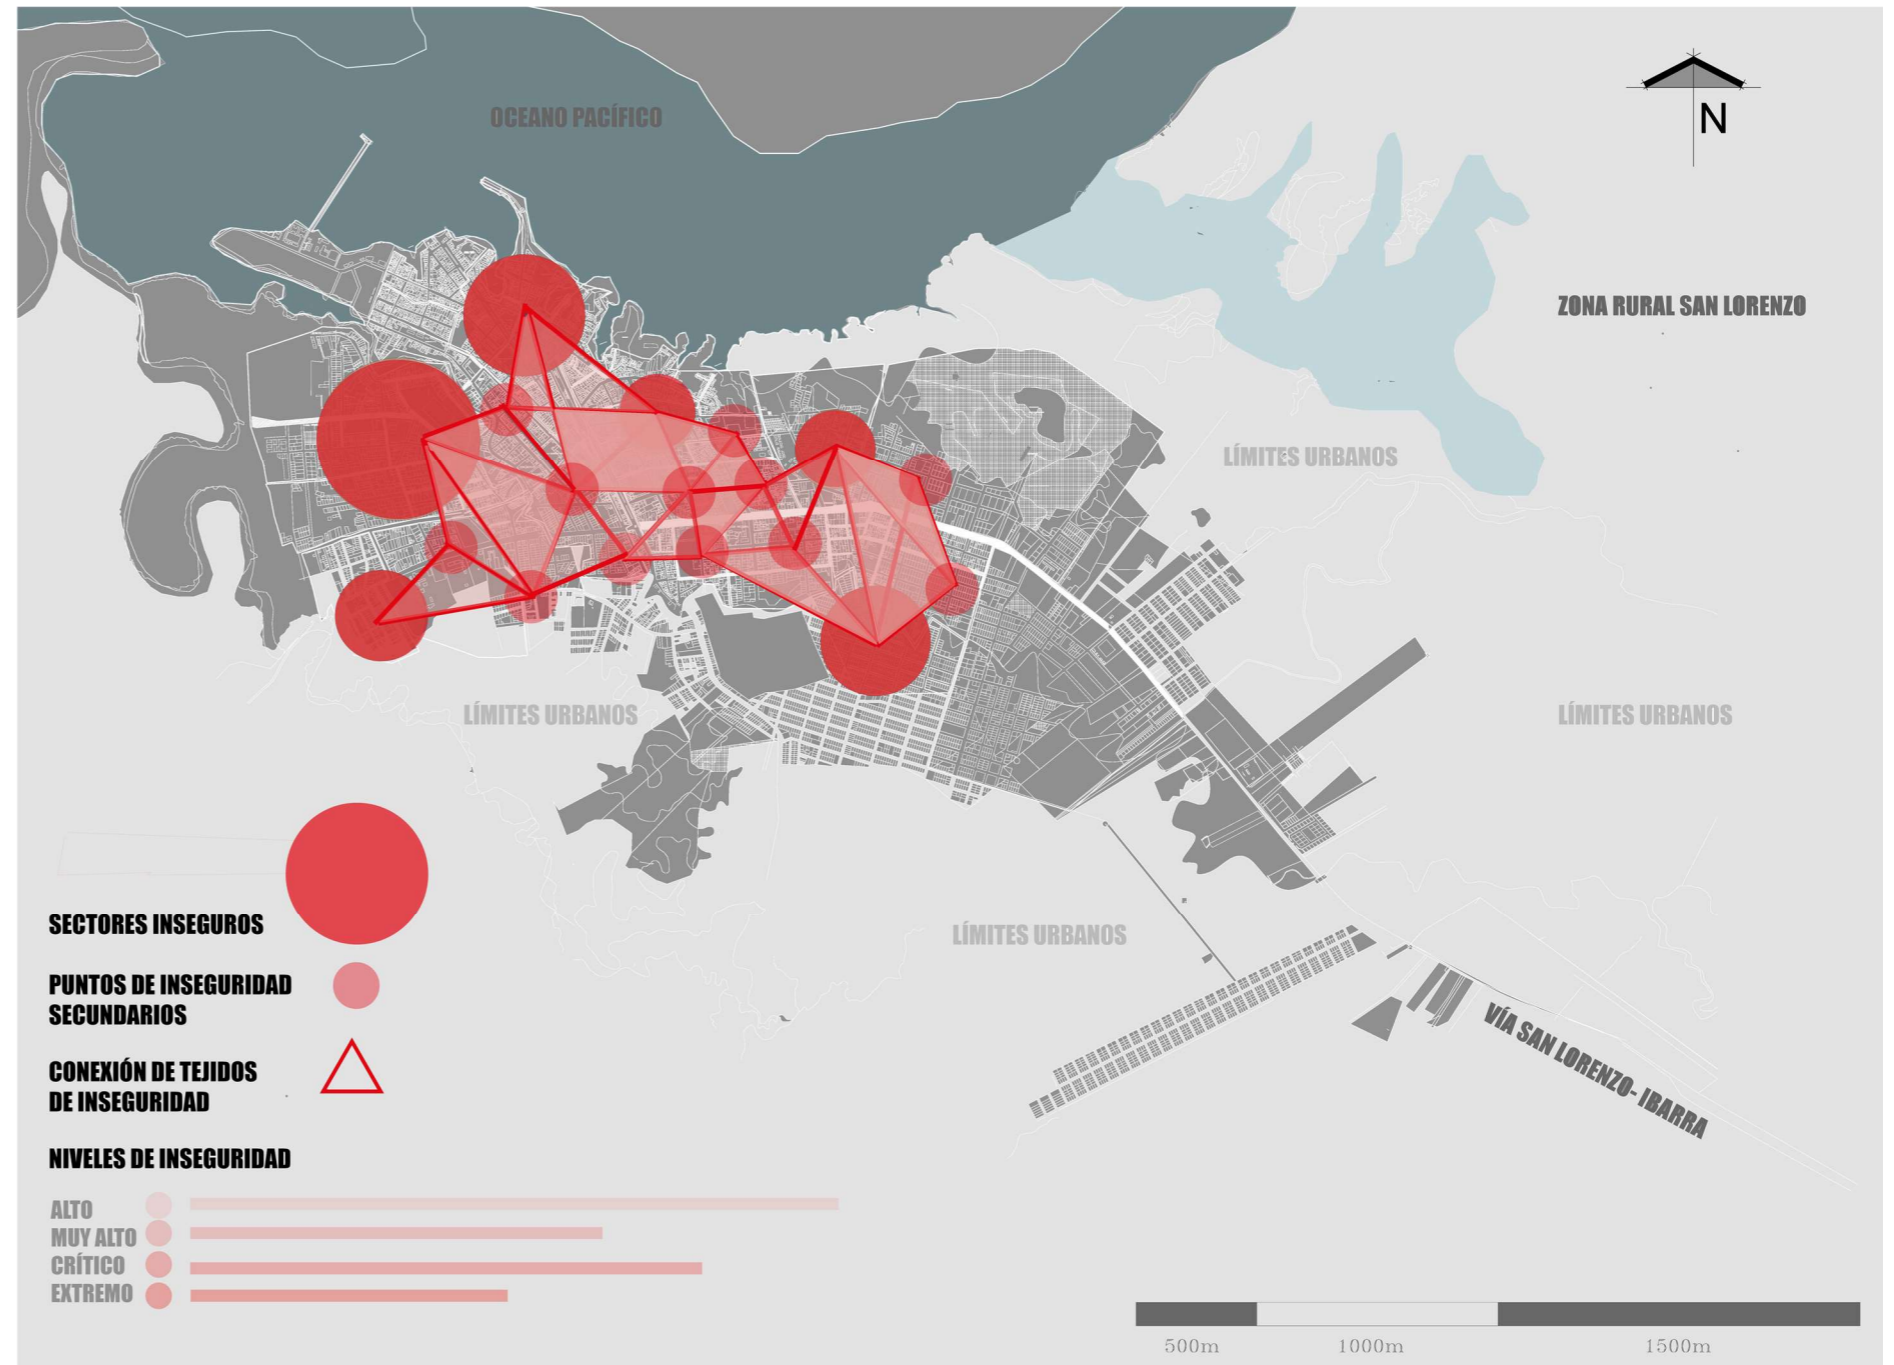 OCEANO PACÍFICO
N
ZONA RURAL SAN LORENZO
LÍMITES URBANOS
LÍMITES URBANOS
LÍMITES URBANOS
LÍMITES URBANOS
VÍA SAN LORENZO- IBARRA
SECTORES INSEGUROS
PUNTOS DE INSEGURIDAD
SECUNDARIOS
CONEXIÓN DE TEJIDOS
DE INSEGURIDAD
NIVELES DE INSEGURIDAD
ALTO
MUY ALTO
CRÍTICO
EXTREMO
500m 1000m 1500m